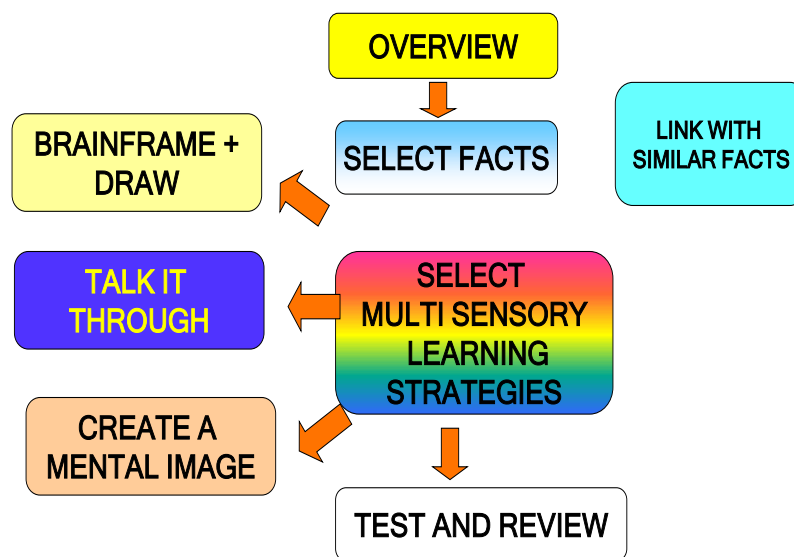 OVERVIEW
SELECT FACTS
LINK WITH
SIMILAR FACTS
BRAINFRAME +
DRAW
TALK IT
THROUGH
SELECT
MULTI SENSORY
LEARNING
STRATEGIES
CREATE A
MENTAL IMAGE
TEST AND REVIEW